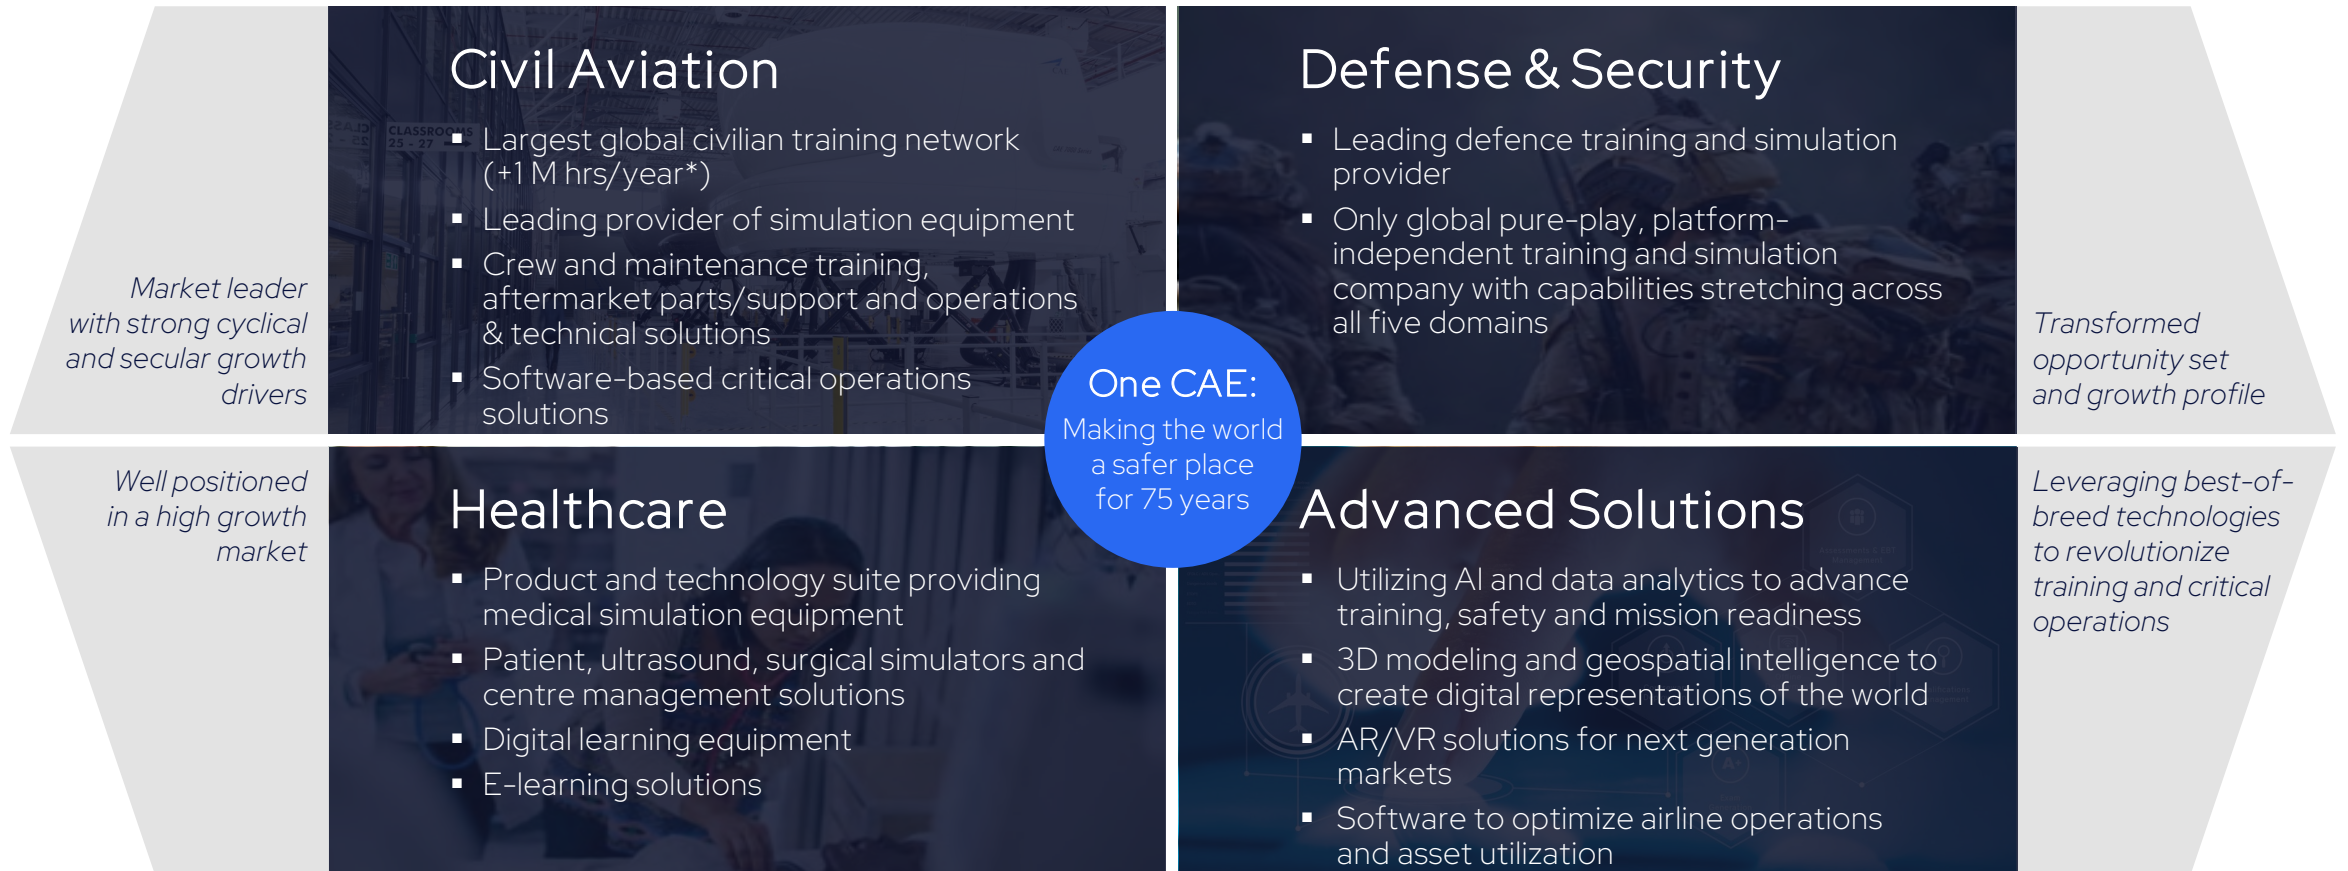 Civil Aviation
▪ Largest global civilian training network
(+1 M hrs/year*)
▪ Leading provider of simulation equipment
▪ Crew and maintenance training,
aftermarket parts/support and operations
& technical solutions
▪ Software-based critical operations
solutions
CLASSROOMS
25 - 27
Market leader
with strong cyclical
and secular growth
drivers
Defense & Security
▪ Leading defence training and simulation
provider
▪ Only global pure-play, platform-
independent training and simulation
company with capabilities stretching across
all five domains
Transformed
opportunity set
and growth profile
One CAE:
Making the world
a safer place
for 75 years
Well positioned
in a high growth
market
Healthcare
▪ Product and technology suite providing
medical simulation equipment
▪ Patient, ultrasound, surgical simulators and
centre management solutions
▪ Digital learning equipment
▪ E-learning solutions
Advanced Solutions
▪ Utilizing AI and data analytics to advance
training, safety and mission readiness
▪ 3D modeling and geospatial intelligence to
create digital representations of the world
▪ AR/VR solutions for next generation
markets
▪ Software to optimize airline operations
and asset utilization
A+
Leveraging best-of-
breed technologies
to revolutionize
training and critical
operations